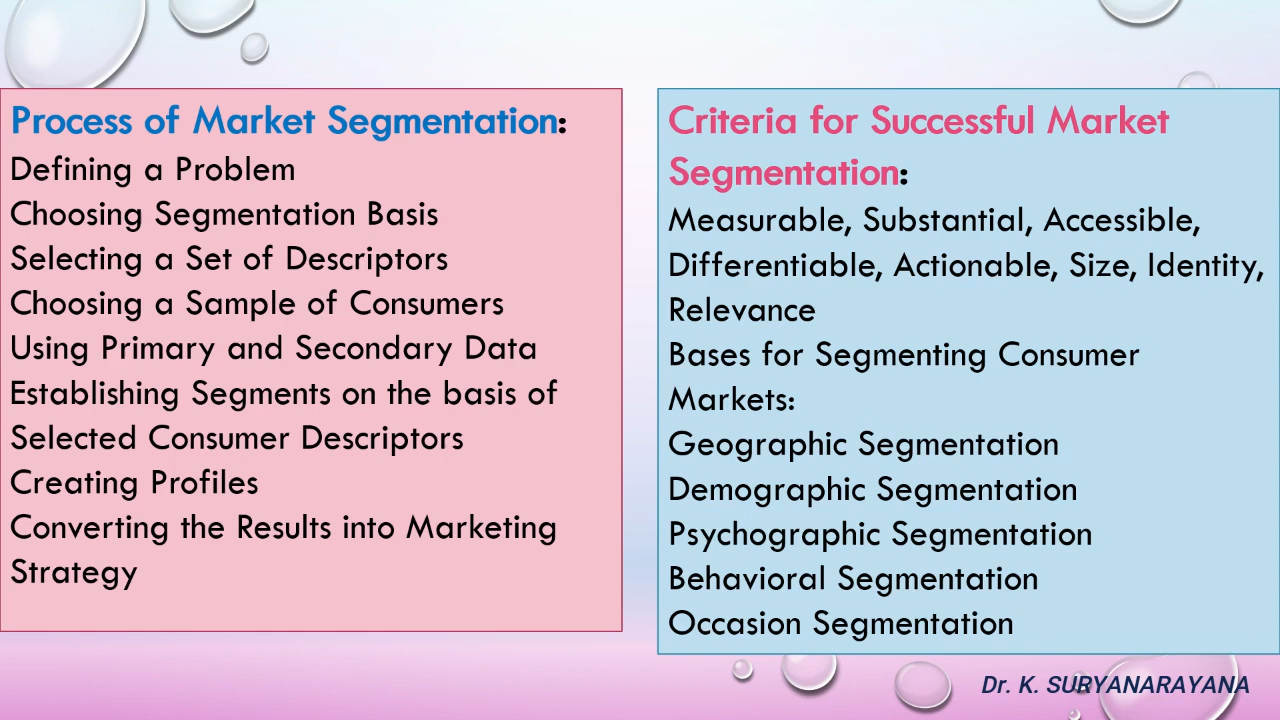 Process of Market Segmentation:
Defining a Problem
Choosing Segmentation Basis
Selecting a Set of Descriptors
Choosing a Sample of Consumers
Using Primary and Secondary Data
Establishing Segments on the basis of
Selected Consumer Descriptors
Creating Profiles
Converting the Results into Marketing
Strategy
Criteria for Successful Market
Segmentation:
Measurable, Substantial, Accessible,
Differentiable, Actionable, Size, Identity,
Relevance
Bases for Segmenting Consumer
Markets:
Geographic Segmentation
Demographic Segmentation
Psychographic Segmentation
Behavioral Segmentation
Occasion Segmentation
Dr. K. SURYANARAYANA